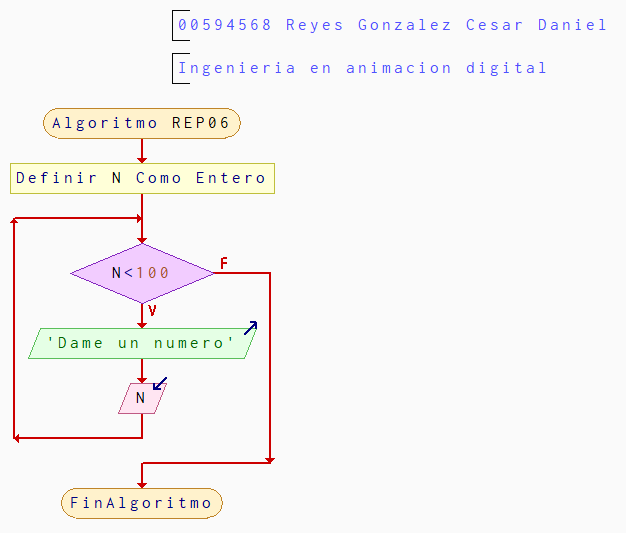 00594568 Reyes Gonzalez Cesar Daniel
Ingenieria en animacion digital
Algoritmo REP06
Definir N Como Entero
N<100
F
V
'Dame un numero'
N
FinAlgoritmo